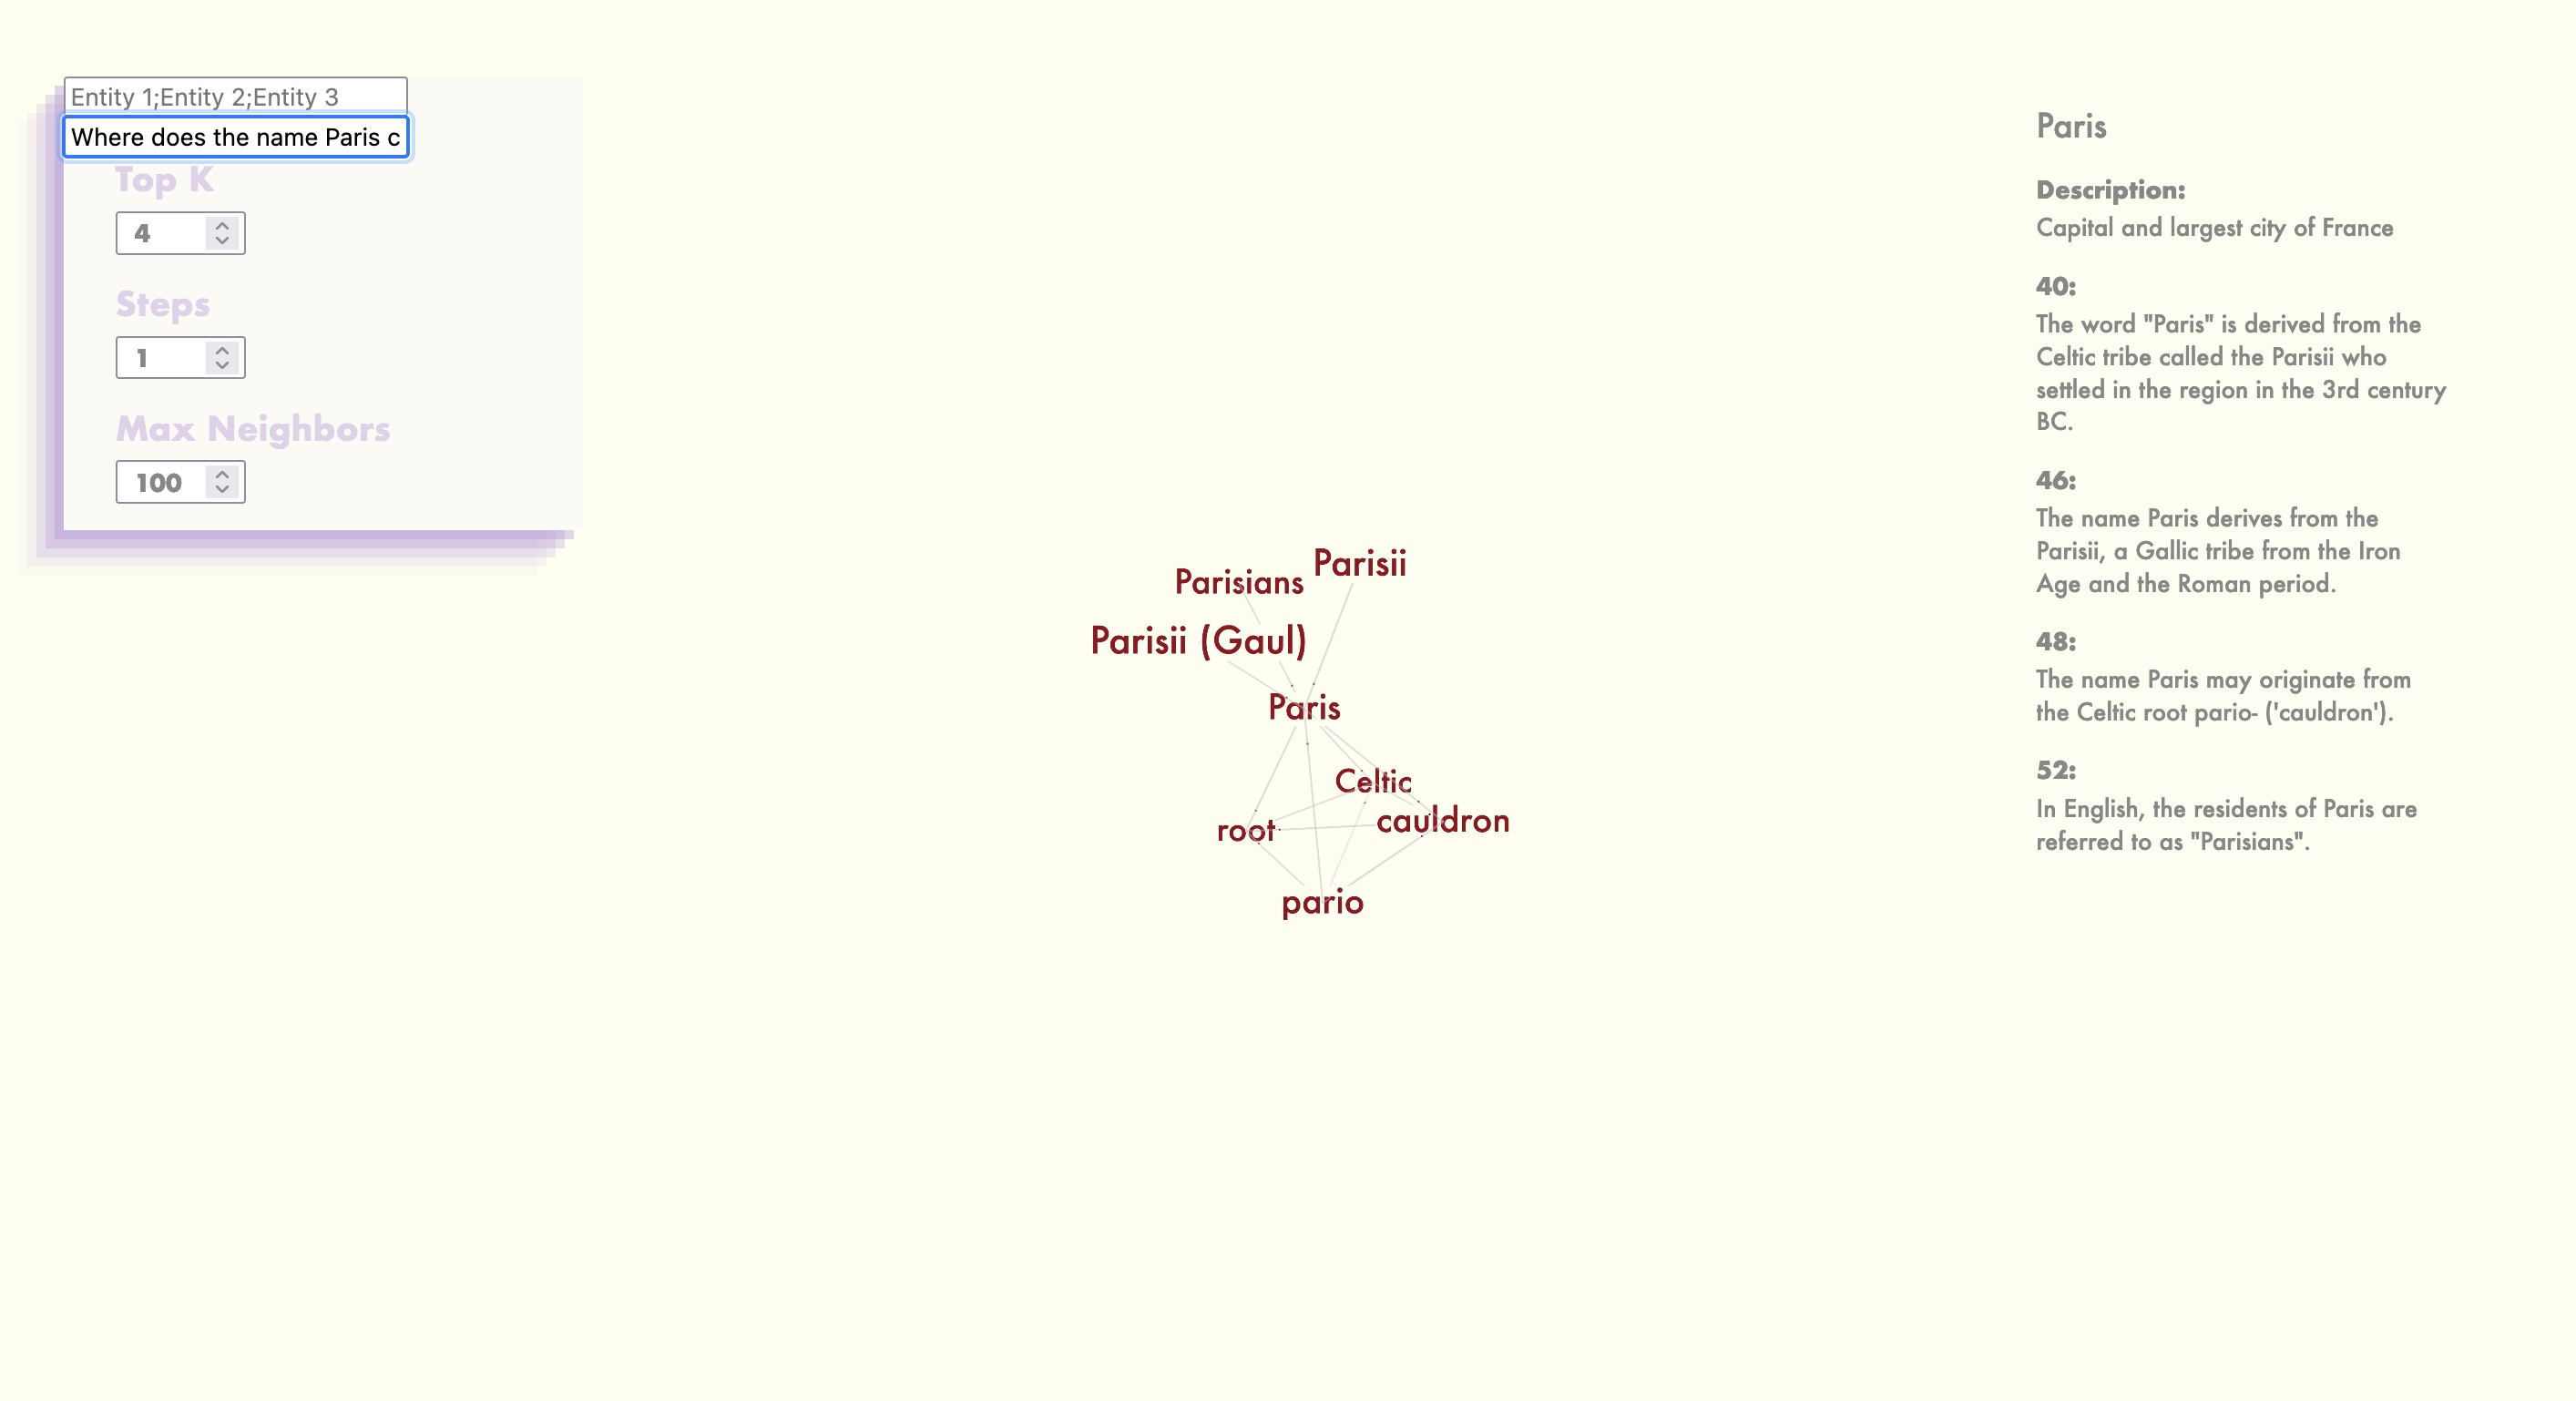 Entity 1;Entity 2;Entity 3
Where does the name Paris c
Top K
4
Steps
1
Max Neighbors
100
Parisii
Parisians
Parisii (Gaul)
Paris
Celtic
cauldron
root
pario
Paris
Description:
Capital and largest city of France
40:
The word "Paris" is derived from the
Celtic tribe called the Parisii who
settled in the region in the 3rd century
BC.
46:
The name Paris derives from the
Parisii, a Gallic tribe from the Iron
Age and the Roman period.
48:
The name Paris may originate from
the Celtic root pario- ('cauldron').
52:
In English, the residents of Paris are
referred to as "Parisians".